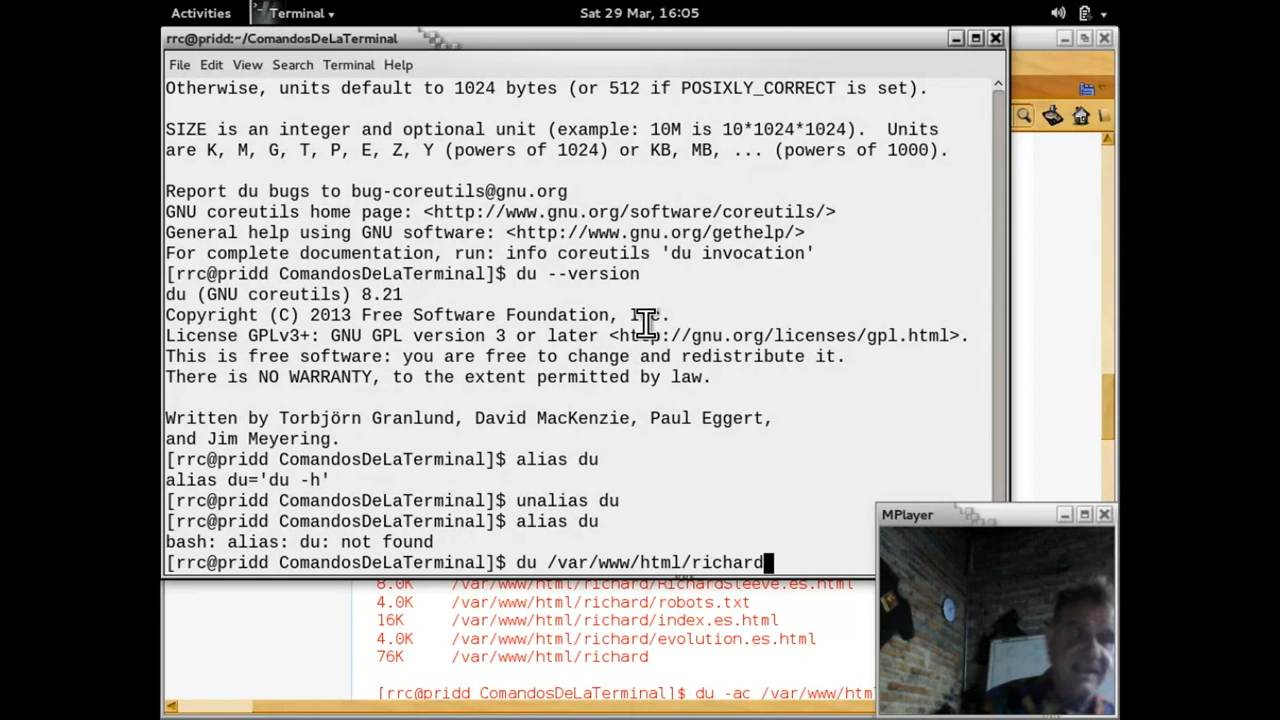 Activities Terminal Sat 29 Mar, 16:05
rrc@pridd:~/ComandosDeLaTerminal
File Edit View Search Terminal Help
Otherwise, units default to 1024 bytes (or 512 if POSIXLY_CORRECT is set).
SIZE is an integer and optional unit (example: 10M is 10*1024*1024).  Units
are K, M, G, T, P, E, Z, Y (powers of 1024) or KB, MB, ... (powers of 1000).
Report du bugs to bug-coreutils@gnu.org
GNU coreutils home page: <http://www.gnu.org/software/coreutils/>
General help using GNU software: <http://www.gnu.org/gethelp/>
For complete documentation, run: info coreutils 'du invocation'
[rrc@pridd ComandosDeLaTerminal]$ du --version
du (GNU coreutils) 8.21
Copyright (C) 2013 Free Software Foundation, Inc.
License GPLv3+: GNU GPL version 3 or later <http://gnu.org/licenses/gpl.html>.
This is free software: you are free to change and redistribute it.
There is NO WARRANTY, to the extent permitted by law.
Written by Torbjörn Granlund, David MacKenzie, Paul Eggert,
and Jim Meyering.
[rrc@pridd ComandosDeLaTerminal]$ alias du
alias du='du -h'
[rrc@pridd ComandosDeLaTerminal]$ unalias du
[rrc@pridd ComandosDeLaTerminal]$ alias du
bash: alias: du: not found
[rrc@pridd ComandosDeLaTerminal]$ du /var/www/html/richard
MPlayer
8.0K /var/www/html/richard/RichardSleeve.es.html
4.0K /var/www/html/richard/robots.txt
16K /var/www/html/richard/index.es.html
4.0K /var/www/html/richard/evolution.es.html
76K /var/www/html/richard
[rrc@pridd ComandosDeLaTerminal]$ du -ac /var/www/htm